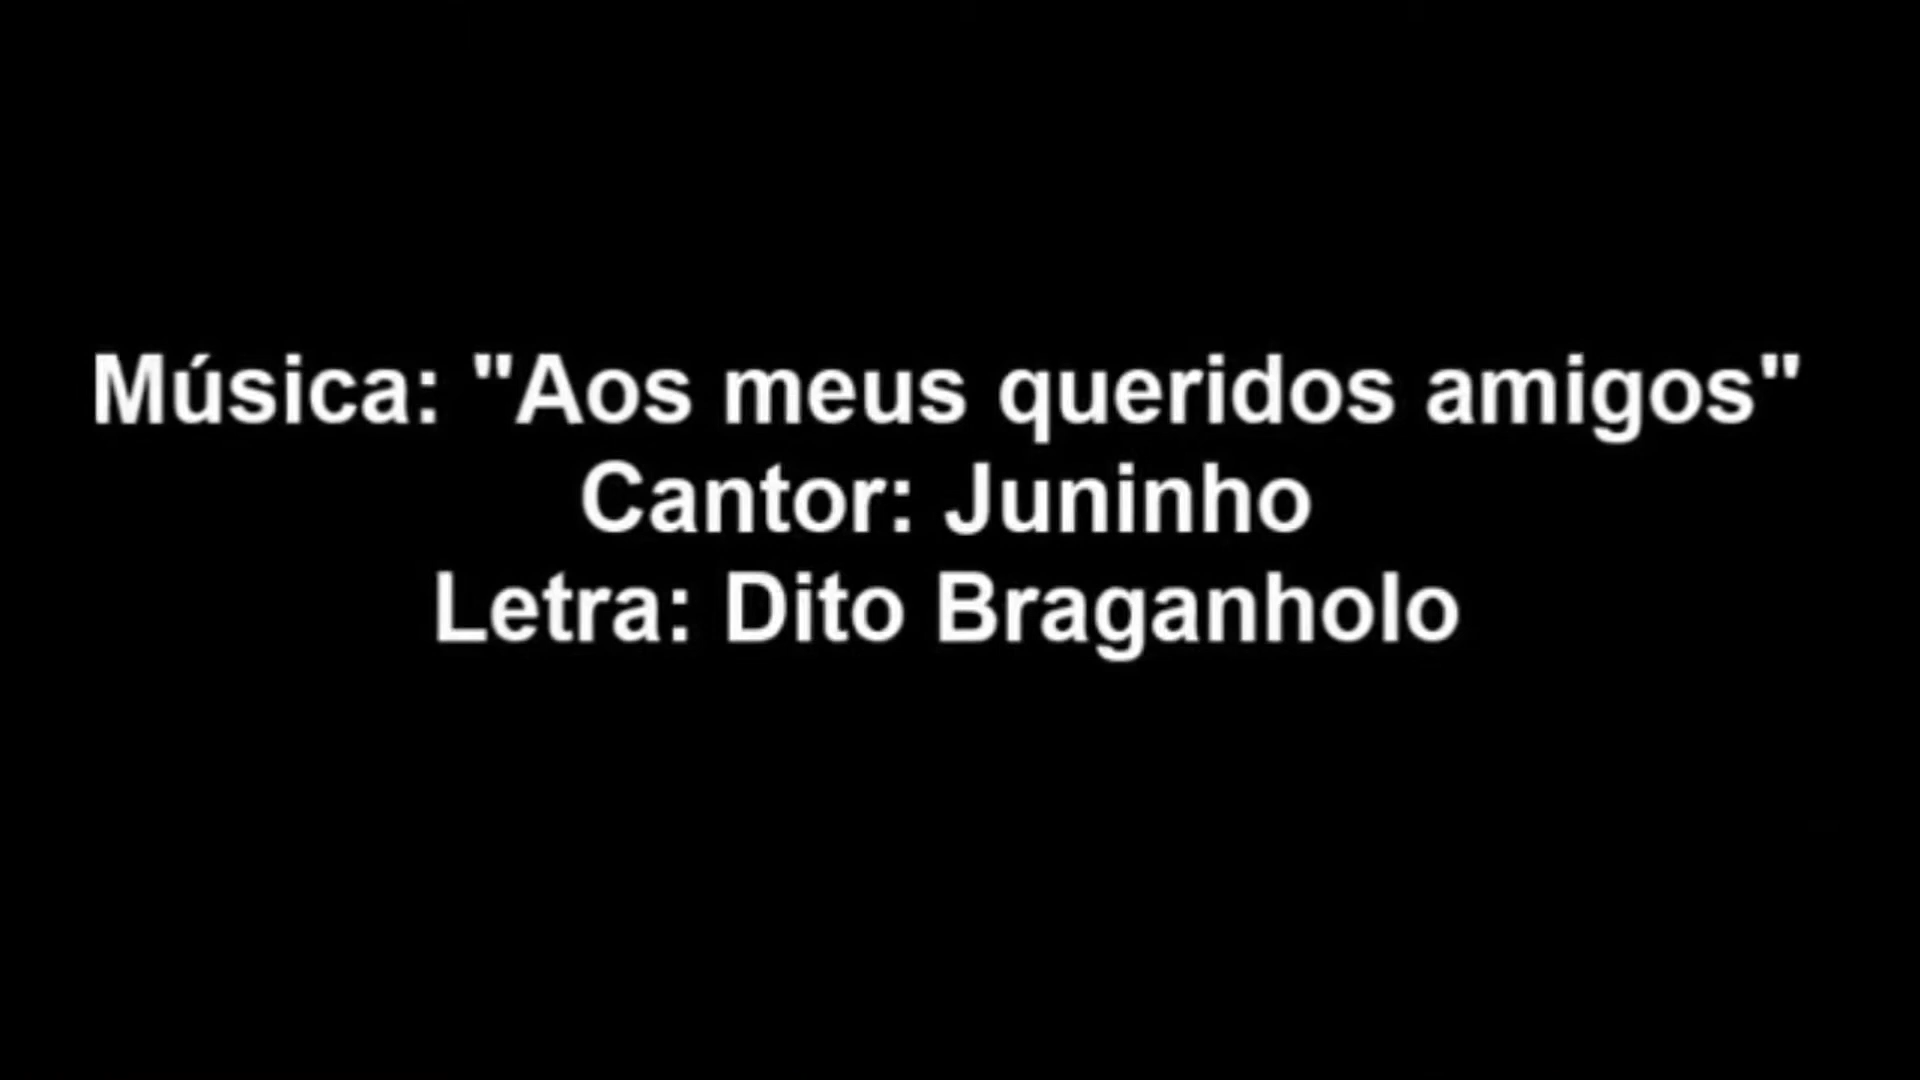 Música: "Aos meus queridos amigos"
Cantor: Juninho
Letra: Dito Braganholo